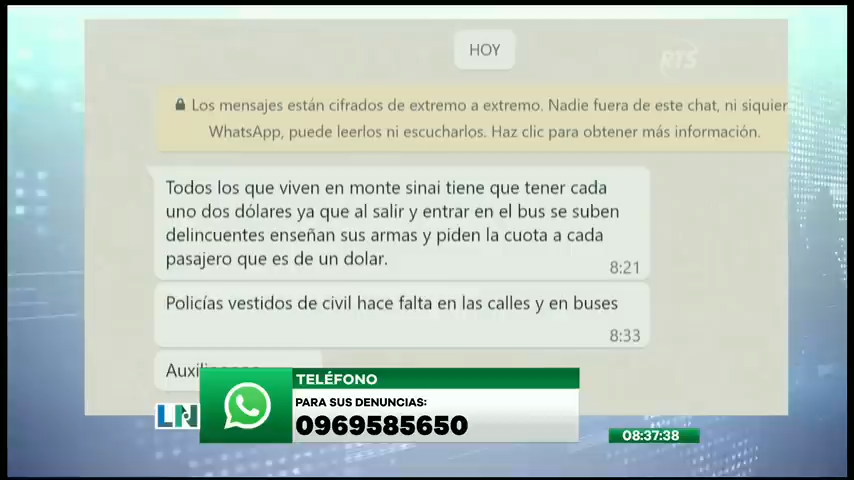 HOY
RTS
Los mensajes están cifrados de extremo a extremo. Nadie fuera de este chat, ni siquier
WhatsApp, puede leerlos ni escucharlos. Haz clic para obtener más información.
Todos los que viven en monte sinai tiene que tener cada
uno dos dólares ya que al salir y entrar en el bus se suben
delincuentes enseñan sus armas y piden la cuota a cada
pasajero que es de un dolar.
8:21
Policías vestidos de civil hace falta en las calles y en buses
8:33
TELÉFONO
PARA SUS DENUNCIAS:
0969585650
LN
08:37:38